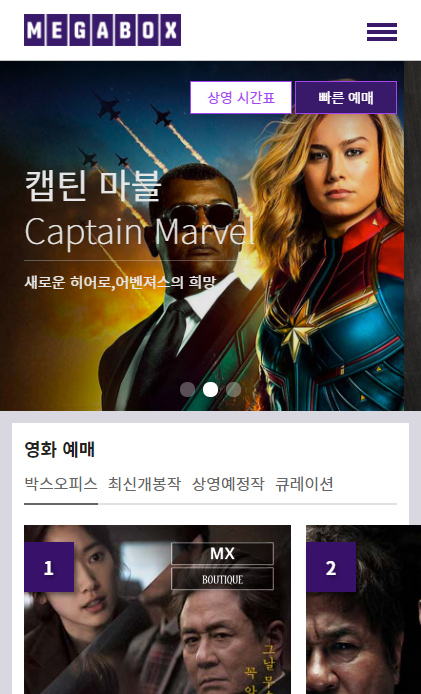 MEGABOX
상영 시간표
빠른 예매
캡틴 마블
Captain Marvel
새로운 히어로,어벤져스의 희망
영화 예매
박스오피스 최신개봉작 상영예정작 큐레이션
1
MX
BOUTIQUE
2